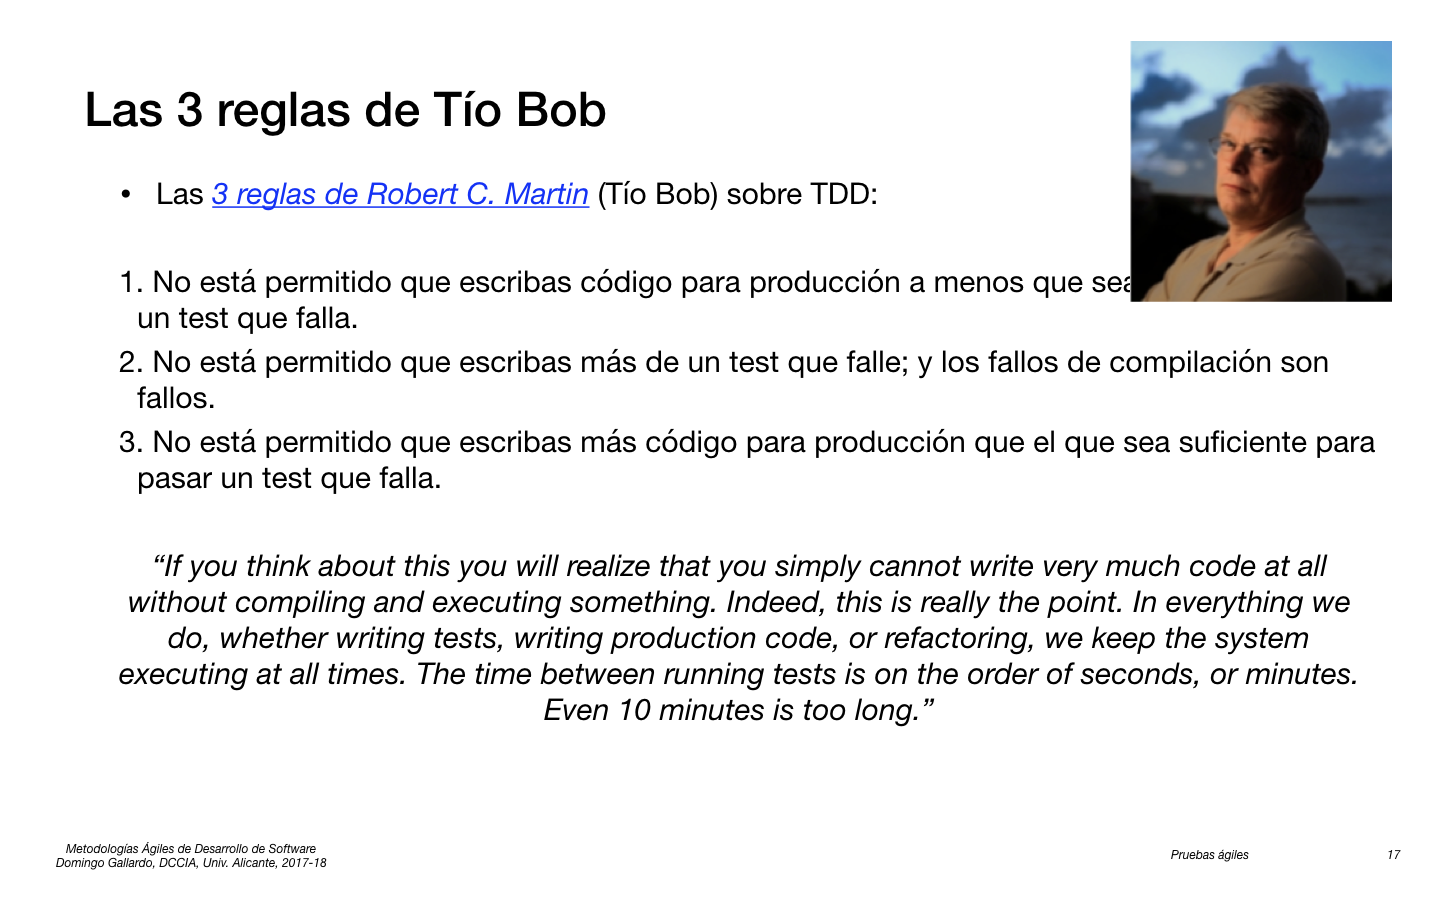 Las 3 reglas de Tío Bob
• Las 3 reglas de Robert C. Martin (Tío Bob) sobre TDD:
1. No está permitido que escribas código para producción a menos que sea
un test que falla.
2. No está permitido que escribas más de un test que falle; y los fallos de compilación son
fallos.
3. No está permitido que escribas más código para producción que el que sea suficiente para
pasar un test que falla.
“If you think about this you will realize that you simply cannot write very much code at all
without compiling and executing something. Indeed, this is really the point. In everything we
do, whether writing tests, writing production code, or refactoring, we keep the system
executing at all times. The time between running tests is on the order of seconds, or minutes.
Even 10 minutes is too long.”
Metodologías Ágiles de Desarrollo de Software
Domingo Gallardo, DCCIA, Univ. Alicante, 2017-18
Pruebas ágiles
17